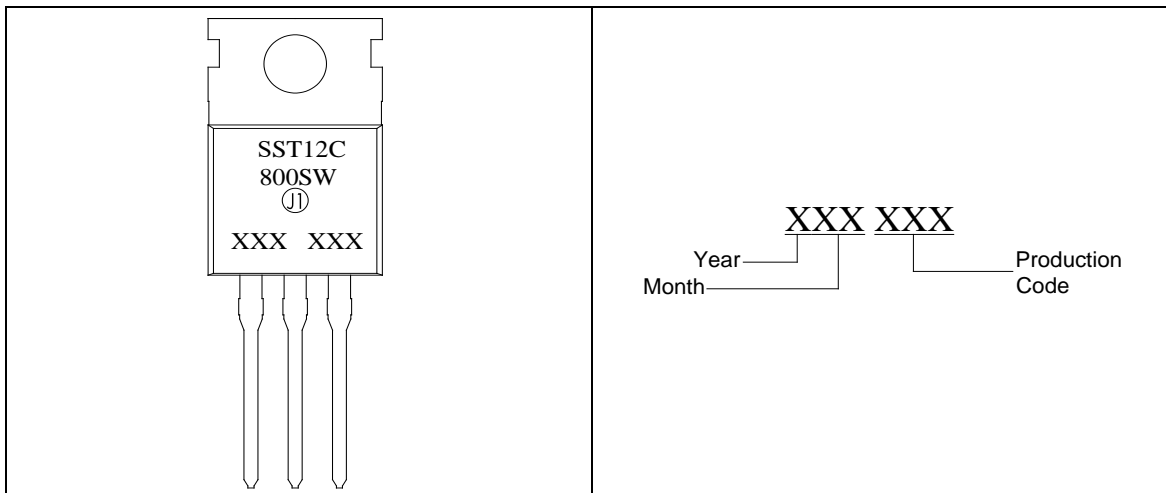 SST12C
800SW
J1
XXX XXX
XXX XXX
Year
Month
Production
Code